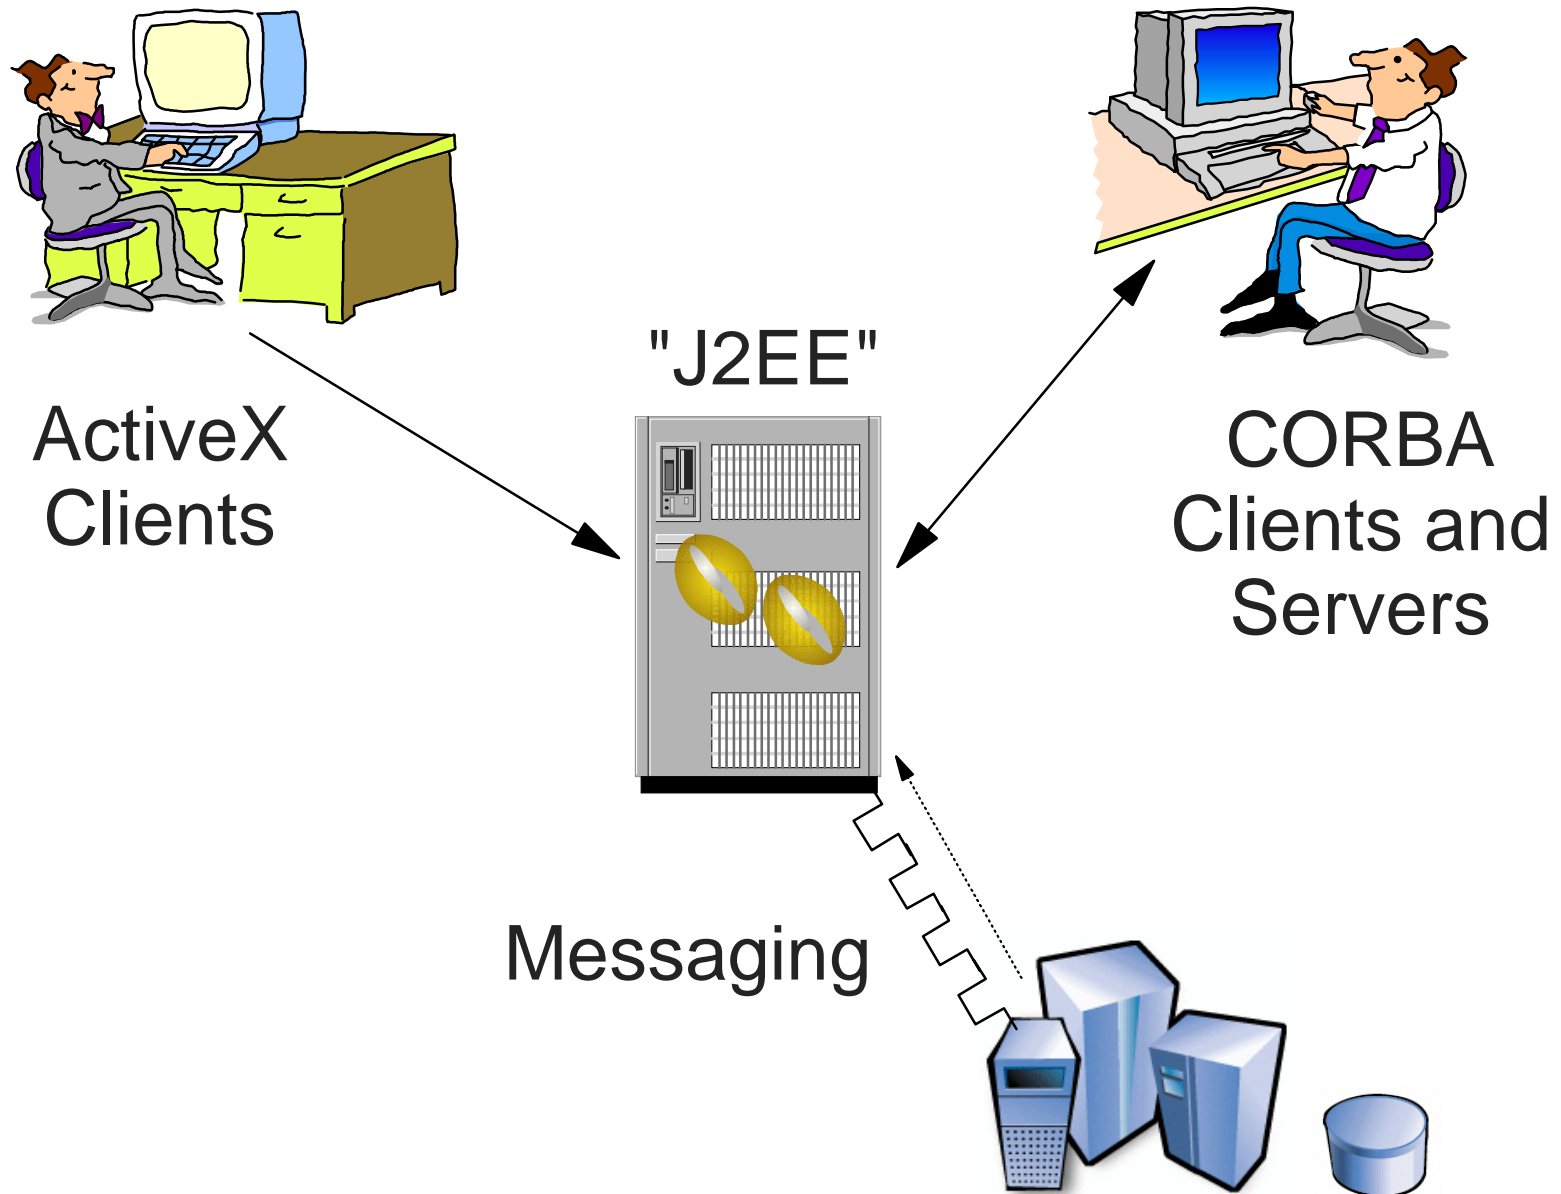 "J2EE"
ActiveX
Clients
CORBA
Clients and
Servers
Messaging